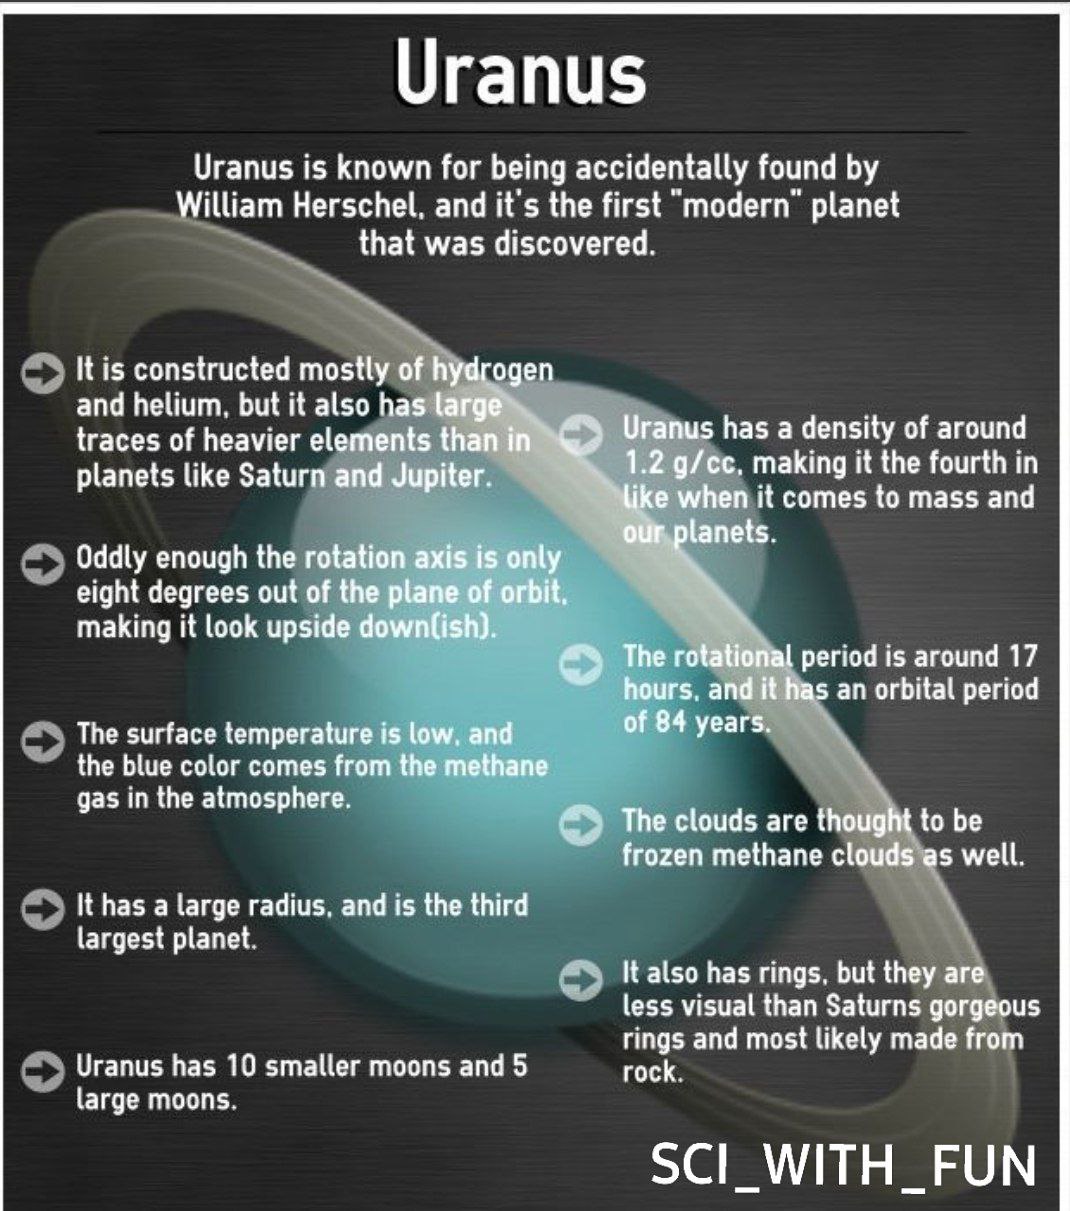 Uranus
Uranus is known for being accidentally found by
William Herschel, and it's the first "modern" planet
that was discovered.
It is constructed mostly of hydrogen
and helium, but it also has large
traces of heavier elements than in
planets like Saturn and Jupiter.
Oddly enough the rotation axis is only
eight degrees out of the plane of orbit,
making it look upside down(ish).
The surface temperature is low, and
the blue color comes from the methane
gas in the atmosphere.
It has a large radius, and is the third
largest planet.
Uranus has 10 smaller moons and 5
large moons.
Uranus has a density of around
1.2 g/cc, making it the fourth in
like when it comes to mass and
our planets.
The rotational period is around 17
hours, and it has an orbital period
of 84 years.
The clouds are thought to be
frozen methane clouds as well.
It also has rings, but they are
less visual than Saturns gorgeous
rings and most likely made from
rock.
SCI_WITH_FUN